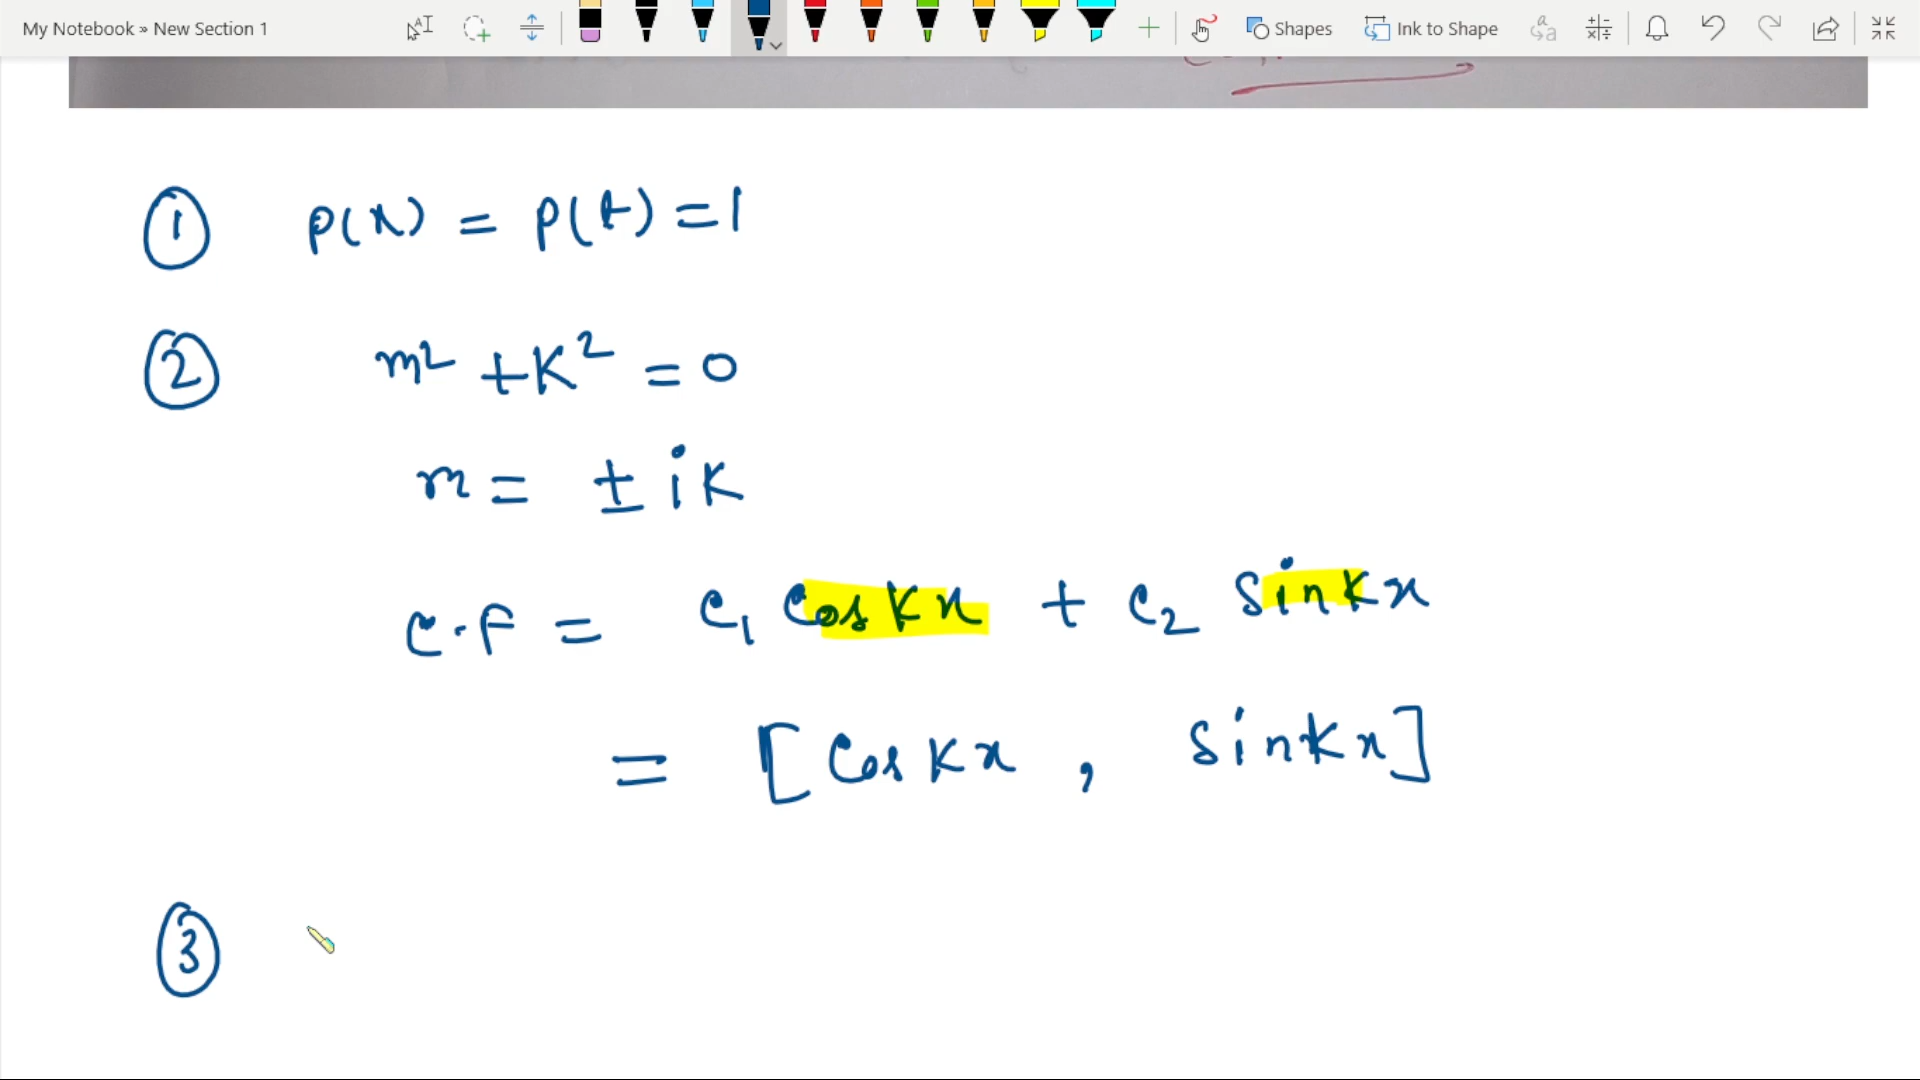 My Notebook » New Section 1 Shapes Ink to Shape
① p(x) = p(t) = 1
② m² + K² = 0
m = ± i K
C.F = C₁ Cos Kx + C₂ Sin Kx
= [Cos Kx , Sin Kx]
③